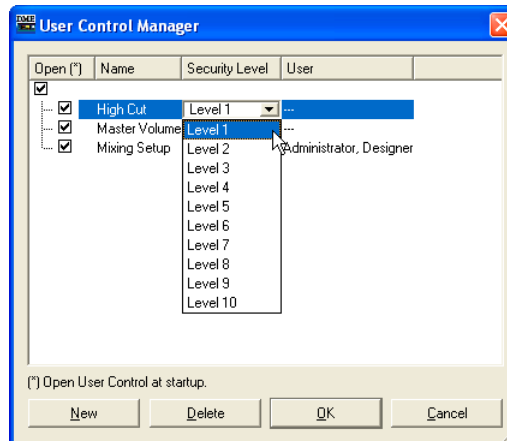 DME User Control Manager
Open (*) Name Security Level User
High Cut Level 1 ---
Master Volume Level 1 ---
Mixing Setup Level 2 Administrator, Designer
Level 3
Level 4
Level 5
Level 6
Level 7
Level 8
Level 9
Level 10
(*) Open User Control at startup.
New Delete OK Cancel